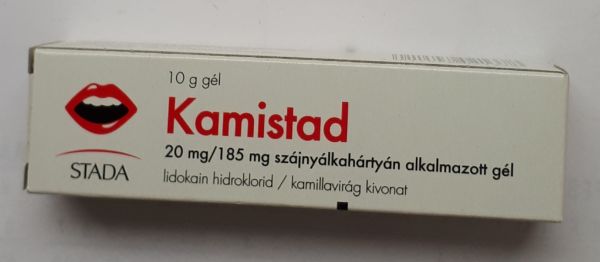 10 g gél
Kamistad
20 mg/185 mg szájnyálkahártyán alkalmazott gél
lidokain hidroklorid / kamillavirág kivonat
STADA